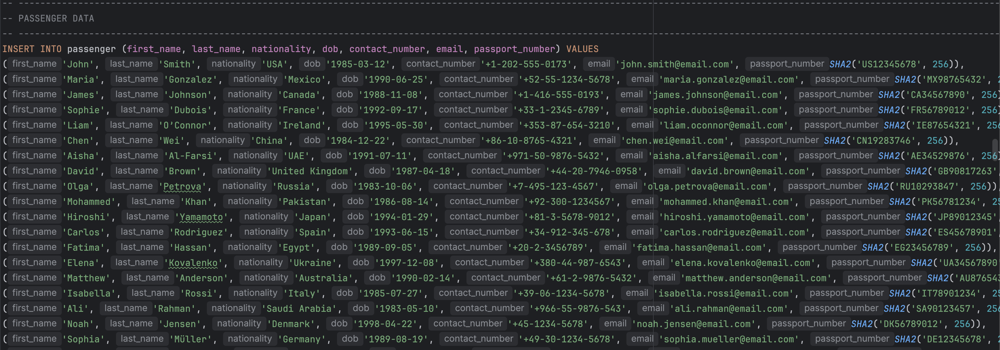 -- -----------------------------------------------------------
-- PASSENGER DATA
-- -----------------------------------------------------------
INSERT INTO passenger (first_name, last_name, nationality, dob, contact_number, email, passport_number) VALUES
( first_name 'John', last_name 'Smith', nationality 'USA', dob '1985-03-12', contact_number '+1-202-555-0173', email 'john.smith@email.com', passport_number SHA2('US12345678', 256)),
( first_name 'Maria', last_name 'Gonzalez', nationality 'Mexico', dob '1990-06-25', contact_number '+52-55-1234-5678', email 'maria.gonzalez@email.com', passport_number SHA2('MX98765432',
( first_name 'James', last_name 'Johnson', nationality 'Canada', dob '1988-11-08', contact_number '+1-416-555-0193', email 'james.johnson@email.com', passport_number SHA2('CA34567890', 256)
( first_name 'Sophie', last_name 'Dubois', nationality 'France', dob '1992-09-17', contact_number '+33-1-2345-6789', email 'sophie.dubois@email.com', passport_number SHA2('FR56789012', 256)
( first_name 'Liam', last_name 'O’Connor', nationality 'Ireland', dob '1995-05-30', contact_number '+353-87-654-3210', email 'liam.oconnor@email.com', passport_number SHA2('IE87654321', 256
( first_name 'Chen', last_name 'Wei', nationality 'China', dob '1984-12-22', contact_number '+86-10-8765-4321', email 'chen.wei@email.com', passport_number SHA2('CN19283746', 256)),
( first_name 'Aisha', last_name 'Al-Farsi', nationality 'UAE', dob '1991-07-11', contact_number '+971-50-9876-5432', email 'aisha.alfarsi@email.com', passport_number SHA2('AE34529876', 256)
( first_name 'David', last_name 'Brown', nationality 'United Kingdom', dob '1987-04-18', contact_number '+44-20-7946-0958', email 'david.brown@email.com', passport_number SHA2('GB90817263',
( first_name 'Olga', last_name 'Petrova', nationality 'Russia', dob '1983-10-06', contact_number '+7-495-123-4567', email 'olga.petrova@email.com', passport_number SHA2('RU10293847', 256)),
( first_name 'Mohammed', last_name 'Khan', nationality 'Pakistan', dob '1986-08-14', contact_number '+92-300-1234567', email 'mohammed.khan@email.com', passport_number SHA2('PK56781234', 25
( first_name 'Hiroshi', last_name 'Yamamoto', nationality 'Japan', dob '1994-01-29', contact_number '+81-3-5678-9012', email 'hiroshi.yamamoto@email.com', passport_number SHA2('JP89012345',
( first_name 'Carlos', last_name 'Rodriguez', nationality 'Spain', dob '1993-06-15', contact_number '+34-912-345-678', email 'carlos.rodriguez@email.com', passport_number SHA2('ES45678901'
( first_name 'Fatima', last_name 'Hassan', nationality 'Egypt', dob '1989-09-05', contact_number '+20-2-3456789', email 'fatima.hassan@email.com', passport_number SHA2('EG23456789', 256)),
( first_name 'Elena', last_name 'Kovalenko', nationality 'Ukraine', dob '1997-12-08', contact_number '+380-44-987-6543', email 'elena.kovalenko@email.com', passport_number SHA2('UA34567890
( first_name 'Matthew', last_name 'Anderson', nationality 'Australia', dob '1990-02-14', contact_number '+61-2-9876-5432', email 'matthew.anderson@email.com', passport_number SHA2('AU876543
( first_name 'Isabella', last_name 'Rossi', nationality 'Italy', dob '1985-07-27', contact_number '+39-06-1234-5678', email 'isabella.rossi@email.com', passport_number SHA2('IT78901234', 25
( first_name 'Ali', last_name 'Rahman', nationality 'Saudi Arabia', dob '1983-05-10', contact_number '+966-55-9876-543', email 'ali.rahman@email.com', passport_number SHA2('SA90123457', 256
( first_name 'Noah', last_name 'Jensen', nationality 'Denmark', dob '1998-04-22', contact_number '+45-1234-5678', email 'noah.jensen@email.com', passport_number SHA2('DK56789012', 256)),
( first_name 'Sophia', last_name 'Müller', nationality 'Germany', dob '1989-08-19', contact_number '+49-30-1234-5678', email 'sophia.mueller@email.com', passport_number SHA2('DE12345678',